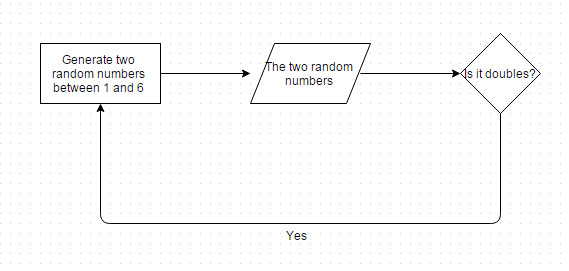 Generate two
random numbers
between 1 and 6
The two random
numbers
Is it doubles?
Yes